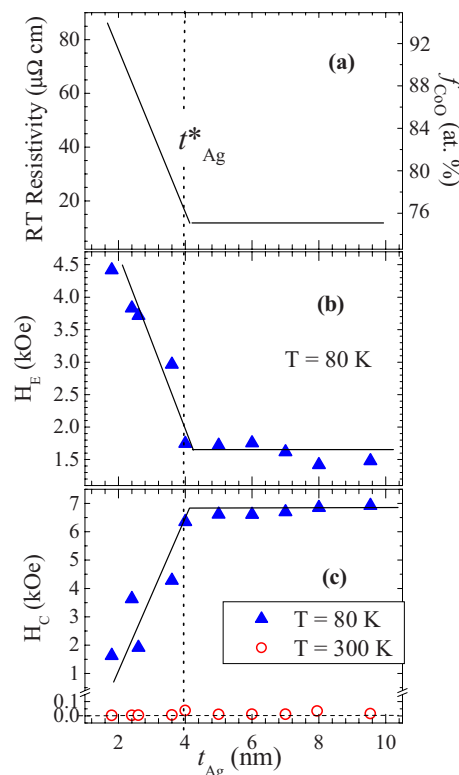 80
60
40
20
RT Resistivity (μΩ cm)
(a)
t*Ag
92
88
84
80
76
fCoO (at. %)
4.5
4.0
3.5
3.0
2.5
2.0
1.5
HE (kOe)
(b)
T = 80 K
7
6
5
4
3
2
1
0.1
0.0
HC (kOe)
(c)
T = 80 K
T = 300 K
2 4 6 8 10
tAg (nm)